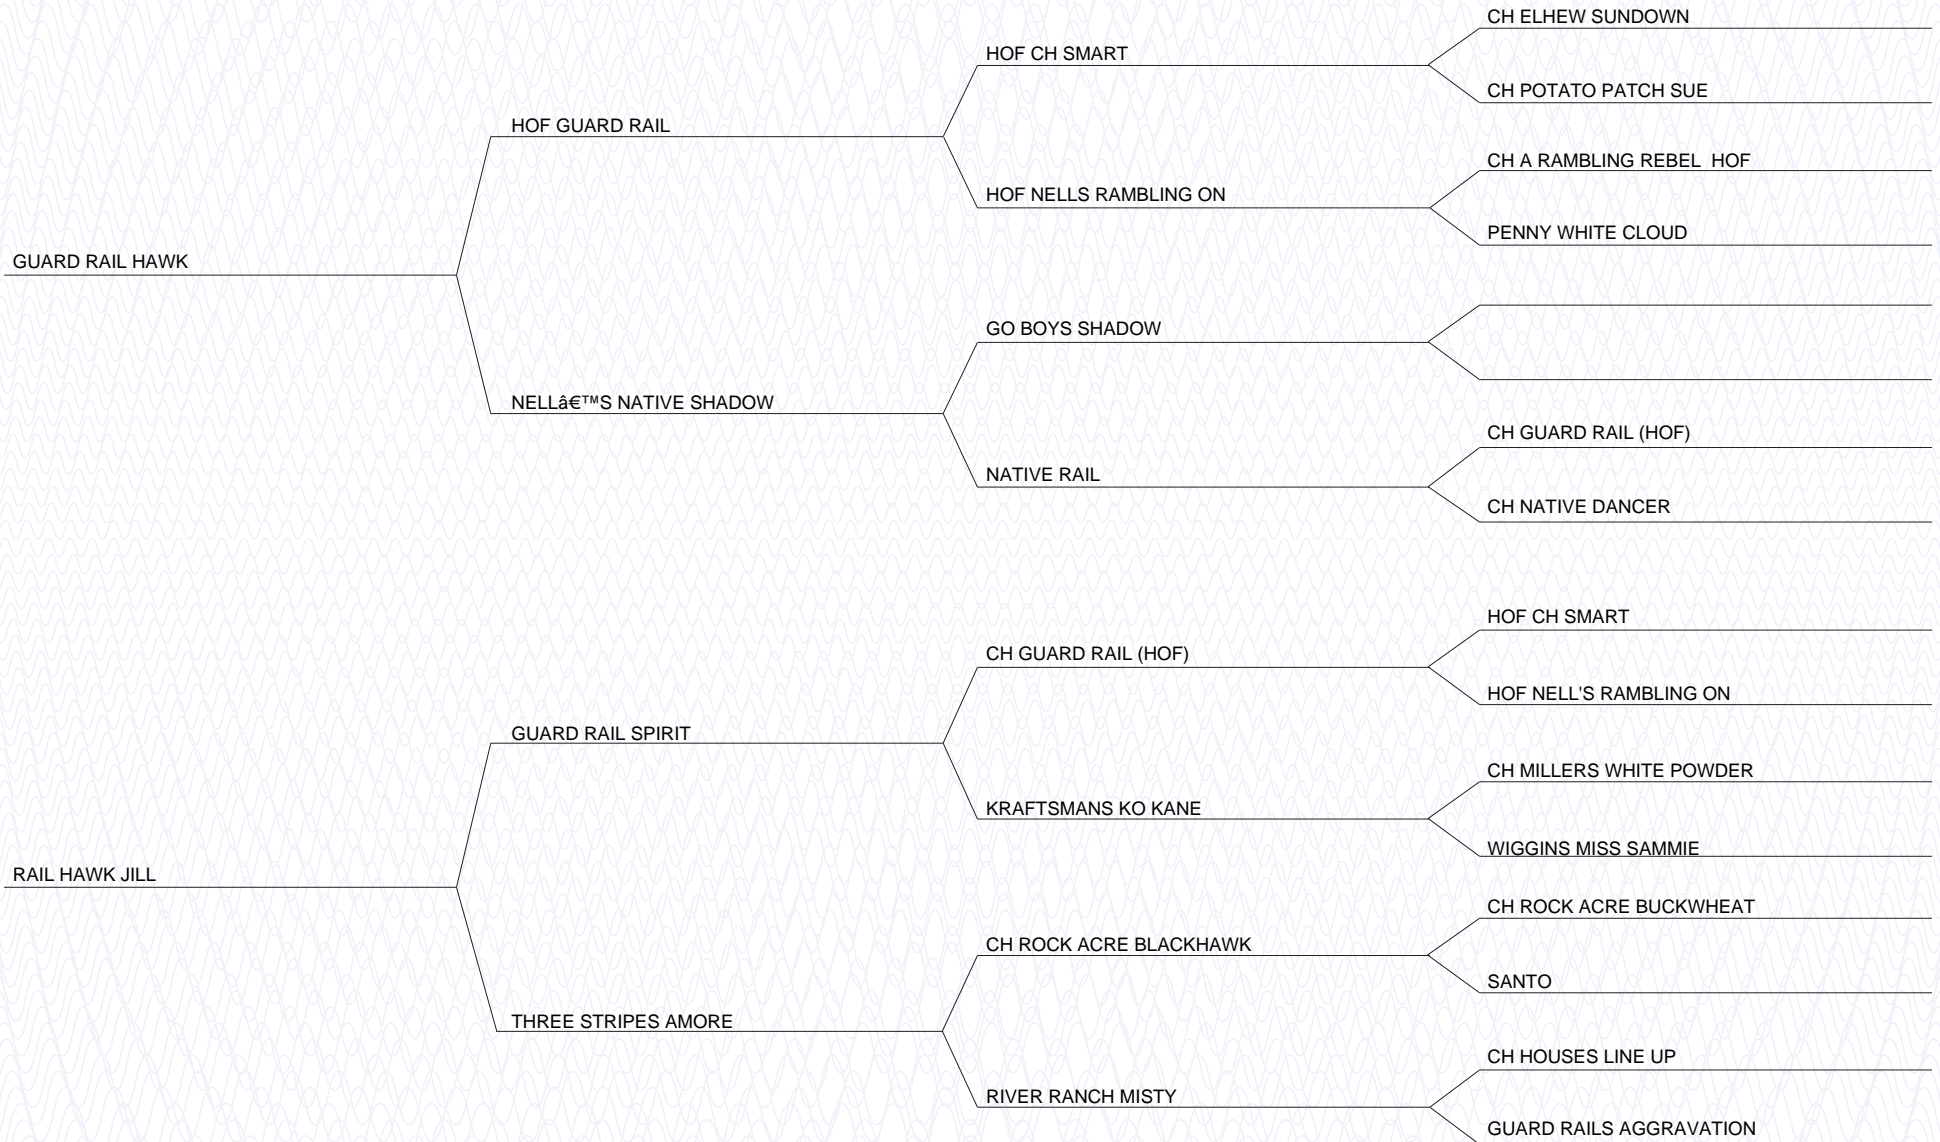 CH ELHEW SUNDOWN
HOF CH SMART
CH POTATO PATCH SUE
HOF GUARD RAIL
CH A RAMBLING REBEL  HOF
HOF NELLS RAMBLING ON
PENNY WHITE CLOUD
GUARD RAIL HAWK
GO BOYS SHADOW
NELLâ€™S NATIVE SHADOW
CH GUARD RAIL (HOF)
NATIVE RAIL
CH NATIVE DANCER
HOF CH SMART
CH GUARD RAIL (HOF)
HOF NELL'S RAMBLING ON
GUARD RAIL SPIRIT
CH MILLERS WHITE POWDER
KRAFTSMANS KO KANE
WIGGINS MISS SAMMIE
RAIL HAWK JILL
CH ROCK ACRE BUCKWHEAT
CH ROCK ACRE BLACKHAWK
SANTO
THREE STRIPES AMORE
CH HOUSES LINE UP
RIVER RANCH MISTY
GUARD RAILS AGGRAVATION